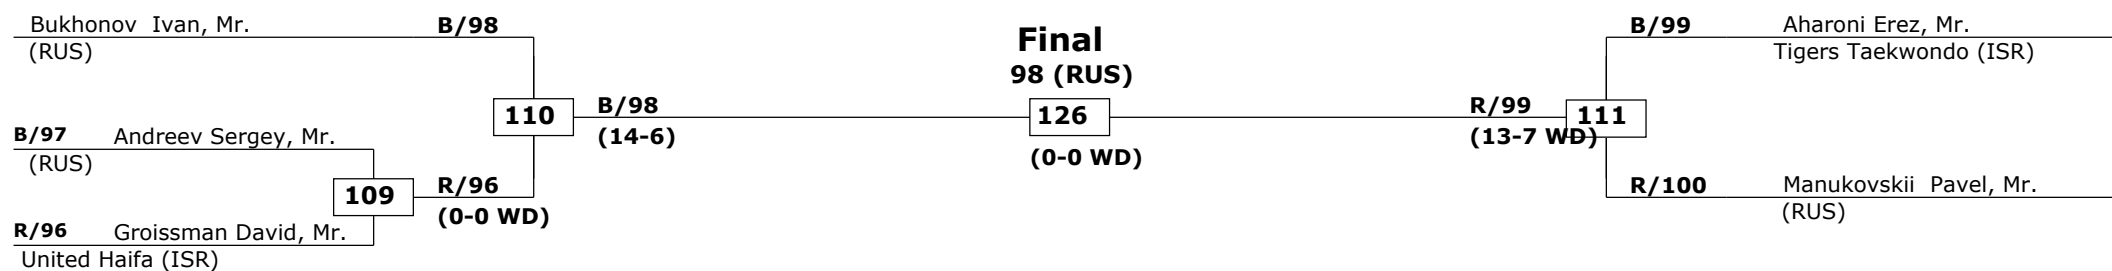 Bukhonov Ivan, Mr.
(RUS)
B/98
B/97
Andreev Sergey, Mr.
(RUS)
R/96
Groissman David, Mr.
United Haifa (ISR)
109
R/96
(0-0 WD)
110
B/98
(14-6)
Final
98 (RUS)
126
(0-0 WD)
R/99
(13-7 WD)
111
B/99
Aharoni Erez, Mr.
Tigers Taekwondo (ISR)
R/100
Manukovskii Pavel, Mr.
(RUS)